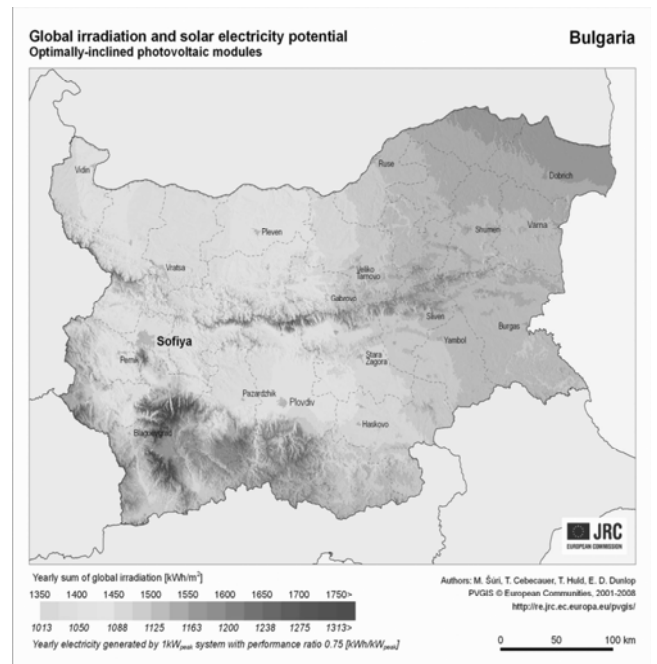 Global irradiation and solar electricity potential
Optimally-inclined photovoltaic modules
Bulgaria
Vidin
Ruse
Dobrich
Pleven
Shumen
Varna
Vratsa
Veliko
Tarnovo
Gabrovo
Sofiya
Sliven
Burgas
Yambol
Pernik
Stara
Zagora
Pazardzhik
Plovdiv
Blagoevgrad
Haskovo
JRC
EUROPEAN COMMISSION
Yearly sum of global irradiation [kWh/m²]
1350 1400 1450 1500 1550 1600 1650 1700 1750>
1013 1050 1088 1125 1163 1200 1238 1275 1313>
Yearly electricity generated by 1kWpeak system with performance ratio 0.75 [kWh/kWpeak]
Authors: M. Šúri, T. Cebecauer, T. Huld, E. D. Dunlop
PVGIS © European Communities, 2001-2008
http://re.jrc.ec.europa.eu/pvgis/
0 50 100 km